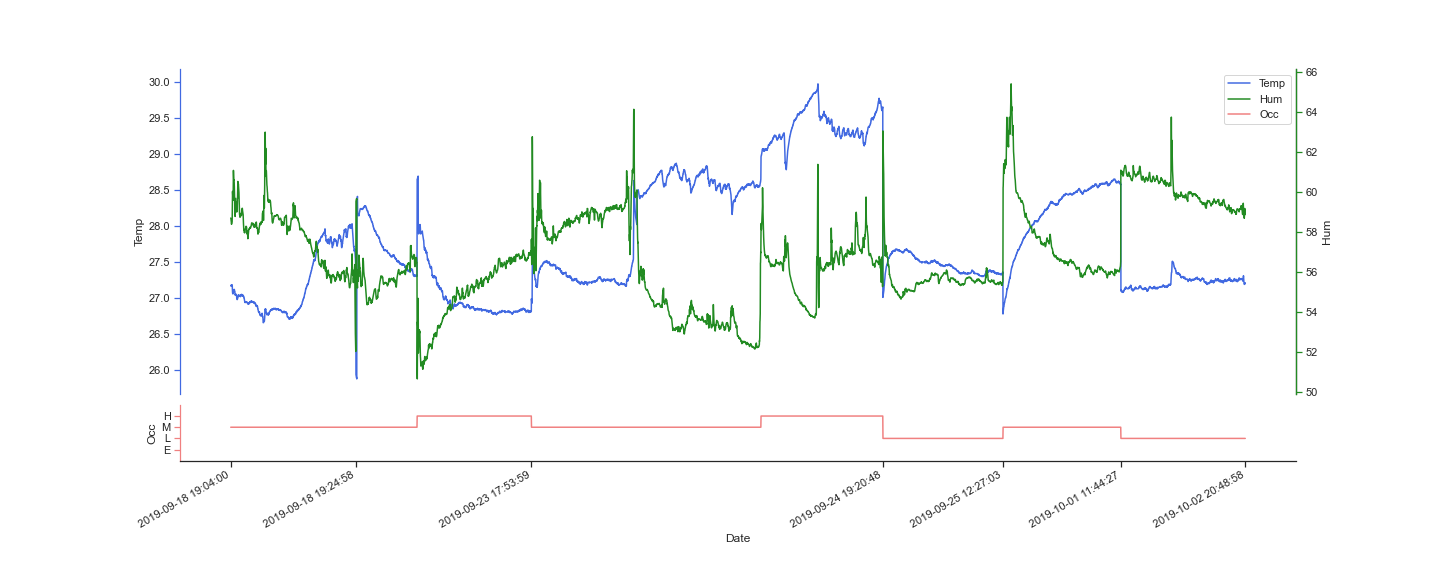 30.0
29.5
29.0
28.5
28.0
27.5
27.0
26.5
26.0
Temp
66
64
62
60
58
56
54
52
50
Hum
Temp
Hum
Occ
H
M
L
E
Occ
2019-09-18 19:04:00
2019-09-18 19:24:58
2019-09-23 17:53:59
2019-09-24 19:20:48
2019-09-25 12:27:03
2019-10-01 11:44:27
2019-10-02 20:48:58
Date